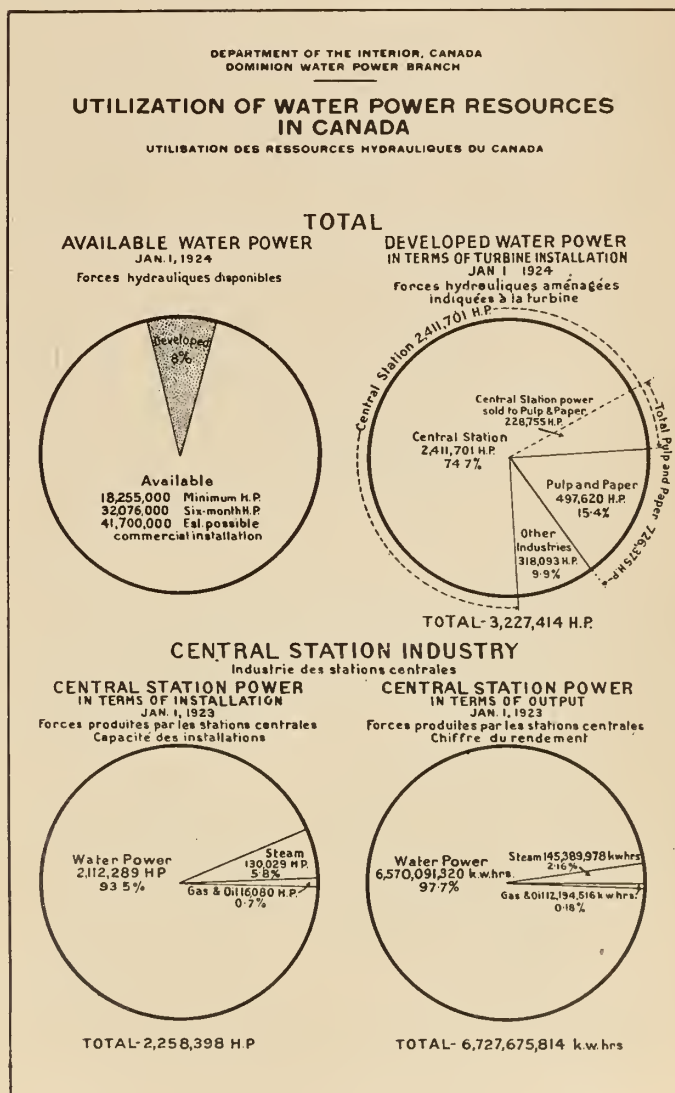 DEPARTMENT OF THE INTERIOR, CANADA
DOMINION WATER POWER BRANCH
UTILIZATION OF WATER POWER RESOURCES
IN CANADA
UTILISATION DES RESSOURCES HYDRAULIQUES DU CANADA
TOTAL
AVAILABLE WATER POWER
JAN. 1, 1924
Forces hydrauliques disponibles
Developed
8%
Available
18,255,000 Minimum H.P.
32,076,000 Six-month H.P.
41,700,000 Est. possible
commercial installation
DEVELOPED WATER POWER
IN TERMS OF TURBINE INSTALLATION
JAN 1 1924
Forces hydrauliques aménagées
indiquées à la turbine
Central Station 2,411,701 H.P.
Central Station power
sold to Pulp & Paper
228,755 H.P.
Central Station
2,411,701 H.P.
74.7%
Total Pulp and Paper 726,375 H.P.
Pulp and Paper
497,620 H.P.
15.4%
Other
Industries
318,093 H.P.
9.9%
TOTAL-3,227,414 H.P.
CENTRAL STATION INDUSTRY
Industrie des stations centrales
CENTRAL STATION POWER
IN TERMS OF INSTALLATION
JAN. 1, 1923
Forces produites par les stations centrales
Capacité des installations
Water Power
2,112,289 HP
93.5%
Steam
130,029 H.P.
5.8%
Gas & Oil 16,080 H.P.
0.7%
TOTAL-2,258,398 H.P
CENTRAL STATION POWER
IN TERMS OF OUTPUT
JAN. 1, 1923
Forces produites par les stations centrales
Chiffre du rendement
Water Power
6,570,091,320 k.w.hrs.
97.7%
Steam 145,389,978 kwhrs
2.16%
Gas & Oil 12,194,516 kwhrs.
0.18%
TOTAL- 6,727,675,814 k.w.hrs